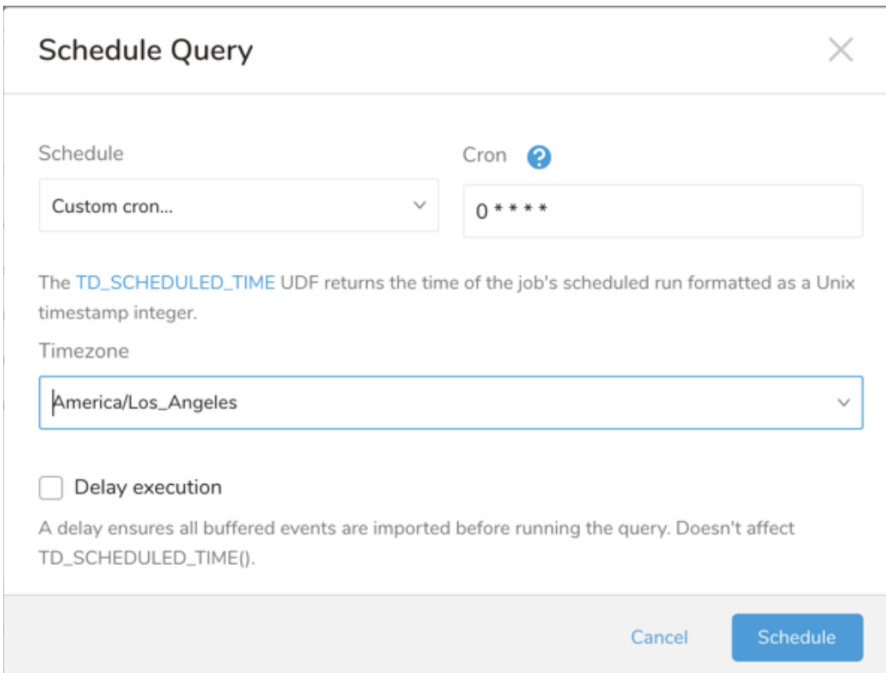 Schedule Query
Schedule
Cron ?
Custom cron...
0 * * * *
The TD_SCHEDULED_TIME UDF returns the time of the job's scheduled run formatted as a Unix
timestamp integer.
Timezone
America/Los_Angeles
Delay execution
A delay ensures all buffered events are imported before running the query. Doesn't affect
TD_SCHEDULED_TIME().
Cancel
Schedule